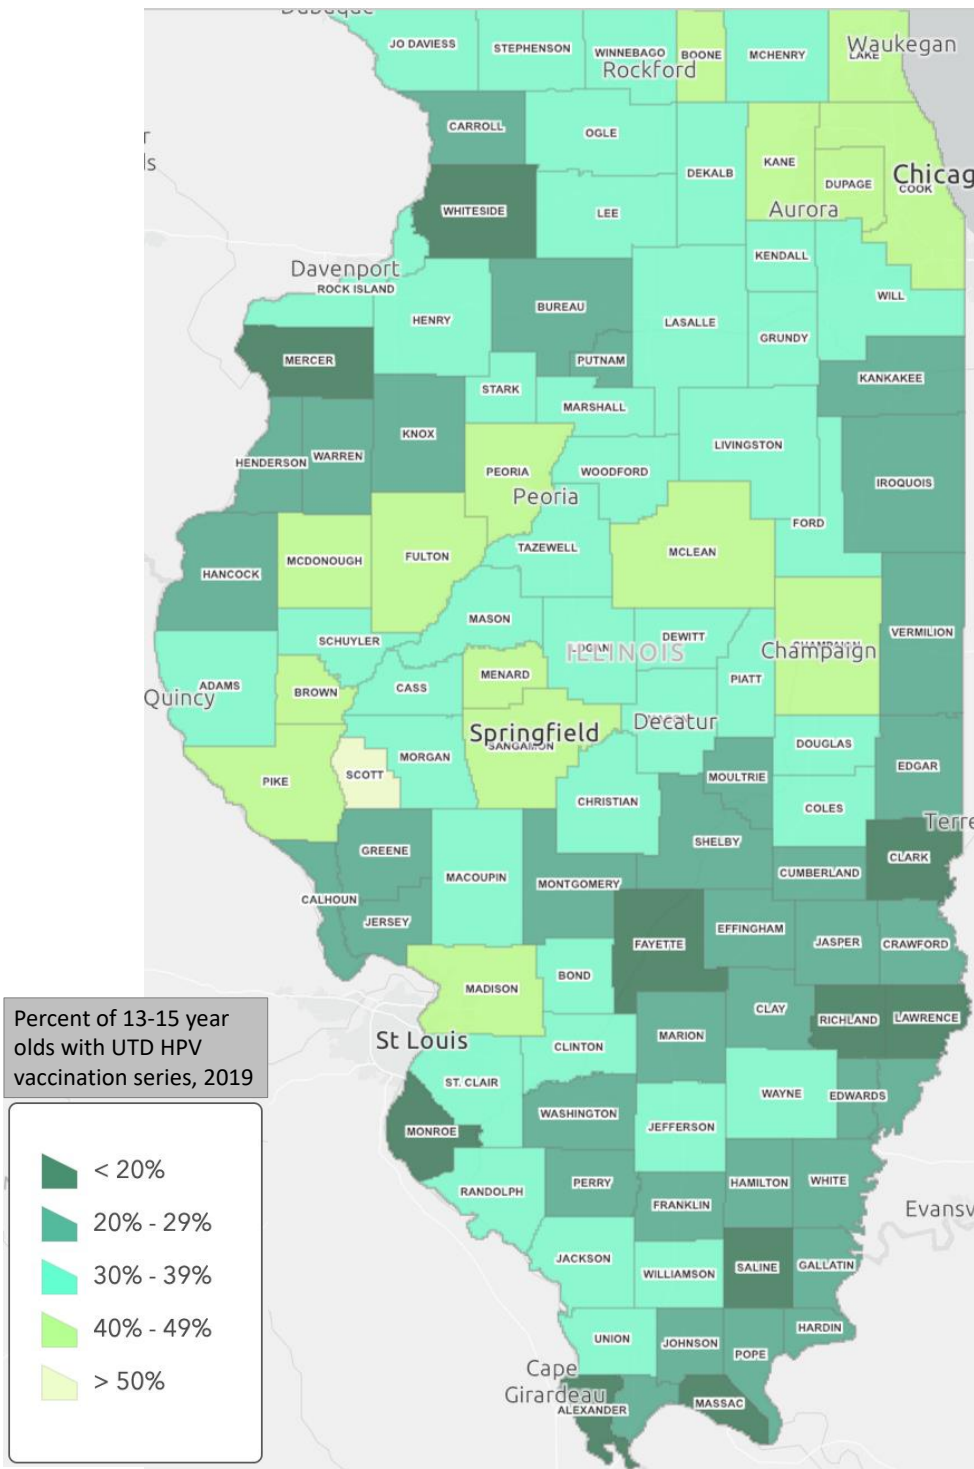 JO DAVIESS
STEPHENSON
WINNEBAGO
BOONE
MCHENRY
Waukegan
LAKE
Rockford
CARROLL
OGLE
DEKALB
KANE
DUPAGE
Chicag
COOK
WHITESIDE
LEE
Aurora
KENDALL
Davenport
ROCK ISLAND
HENRY
BUREAU
LASALLE
WILL
GRUNDY
MERCER
PUTNAM
KANKAKEE
STARK
MARSHALL
KNOX
LIVINGSTON
HENDERSON
WARREN
PEORIA
WOODFORD
IROQUOIS
Peoria
FORD
MCDONOUGH
FULTON
TAZEWELL
MCLEAN
HANCOCK
MASON
SCHUYLER
DEWITT
VERMILION
ILLINOIS
Champaign
ADAMS
Quincy
BROWN
CASS
MENARD
PIATT
Springfield
SANGAMON
Decatur
DOUGLAS
MORGAN
PIKE
SCOTT
MOULTRIE
EDGAR
CHRISTIAN
COLES
Terre
SHELBY
GREENE
CLARK
MACOUPIN
MONTGOMERY
CUMBERLAND
CALHOUN
JERSEY
FAYETTE
EFFINGHAM
JASPER
CRAWFORD
BOND
MADISON
CLAY
RICHLAND
LAWRENCE
St Louis
CLINTON
MARION
ST. CLAIR
WAYNE
EDWARDS
WASHINGTON
JEFFERSON
MONROE
RANDOLPH
PERRY
HAMILTON
WHITE
FRANKLIN
Evansv
JACKSON
WILLIAMSON
SALINE
GALLATIN
UNION
JOHNSON
POPE
HARDIN
Cape
Girardeau
ALEXANDER
MASSAC
Percent of 13-15 year
olds with UTD HPV
vaccination series, 2019
< 20%
20% - 29%
30% - 39%
40% - 49%
> 50%